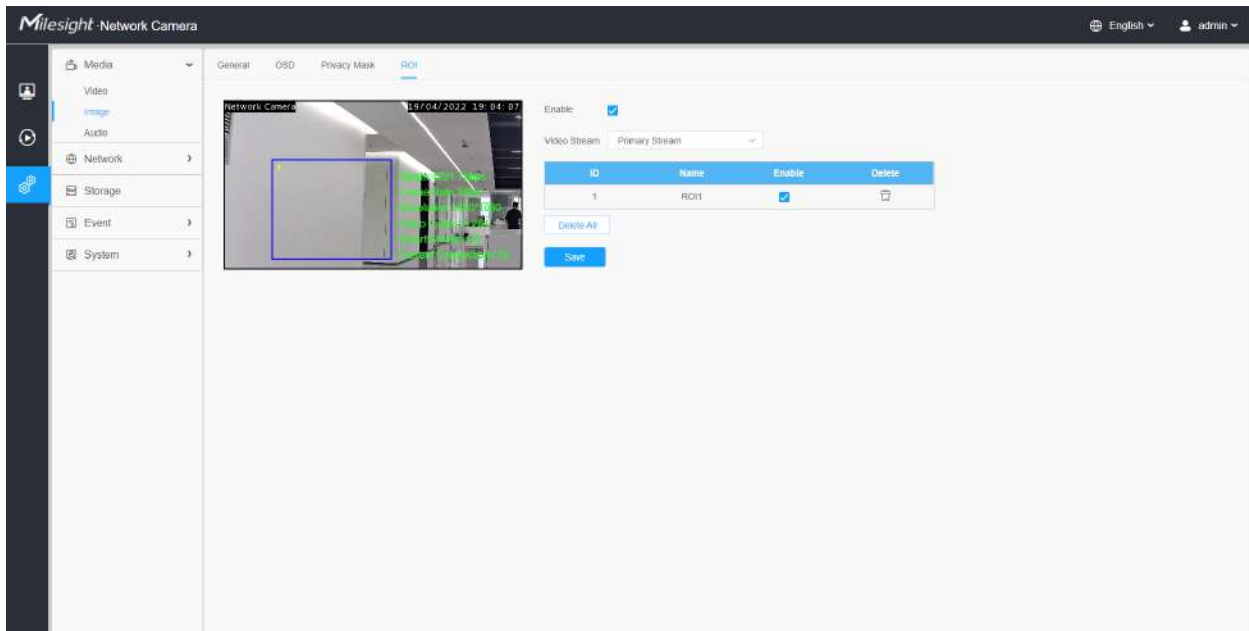 Milesight -Network Camera
English
admin
Media
Video
Image
Audio
Network
Storage
Event
System
General OSD Privacy Mask ROI
Network Camera 19/04/2022 19:04:07
1
Enable
Video Stream Primary Stream
ID Name Enable Delete
1 ROI1
Delete All
Save